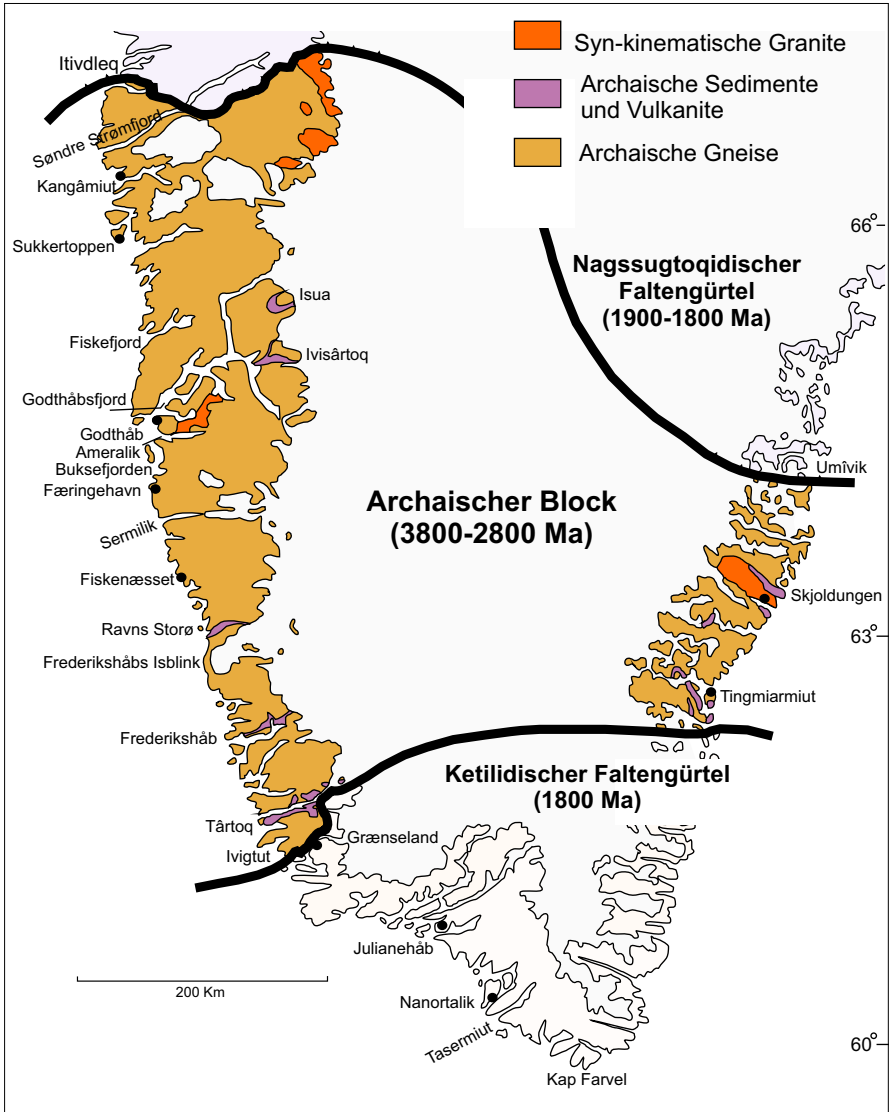 Syn-kinematische Granite
Archaische Sedimente
und Vulkanite
Archaische Gneise
Itivdleq
Søndre Strømfjord
Kangâmiut
Sukkertoppen
66°
Nagssugtoqidischer
Faltengürtel
(1900-1800 Ma)
Isua
Fiskefjord
Ivisârtoq
Godthåbsfjord
Godthåb
Ameralik
Buksefjorden
Færingehavn
Umîvik
Archaischer Block
(3800-2800 Ma)
Sermilik
Fiskenæsset
Skjoldungen
Ravns Storø
63°
Frederikshåbs Isblink
Tingmiarmiut
Frederikshåb
Ketilidischer Faltengürtel
(1800 Ma)
Târtoq
Grænseland
Ivigtut
Julianehåb
200 Km
Nanortalik
Tasermiut
60°
Kap Farvel